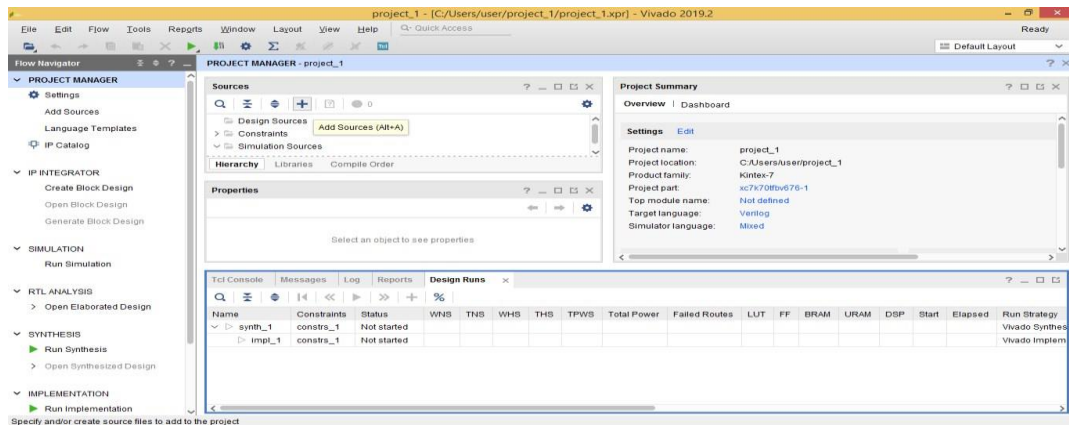 project_1 - [C:/Users/user/project_1/project_1.xpr] - Vivado 2019.2
File Edit Flow Tools Reports Window Layout View Help Quick Access
Ready
Default Layout
Flow Navigator
PROJECT MANAGER
Settings
Add Sources
Language Templates
IP Catalog
IP INTEGRATOR
Create Block Design
Open Block Design
Generate Block Design
SIMULATION
Run Simulation
RTL ANALYSIS
Open Elaborated Design
SYNTHESIS
Run Synthesis
Open Synthesized Design
IMPLEMENTATION
Run Implementation
PROJECT MANAGER - project_1
Sources
0
Design Sources
Add Sources (Alt+A)
Constraints
Simulation Sources
Hierarchy Libraries Compile Order
Properties
Select an object to see properties
Project Summary
Overview | Dashboard
Settings Edit
Project name: project_1
Project location: C:/Users/user/project_1
Product family: Kintex-7
Project part: xc7k70tfbv676-1
Top module name: Not defined
Target language: Verilog
Simulator language: Mixed
Tcl Console Messages Log Reports Design Runs
Name Constraints Status WNS TNS WHS THS TPWS Total Power Failed Routes LUT FF BRAM URAM DSP Start Elapsed Run Strategy
synth_1 constrs_1 Not started Vivado Synthes
impl_1 constrs_1 Not started Vivado Implem
Specify and/or create source files to add to the project